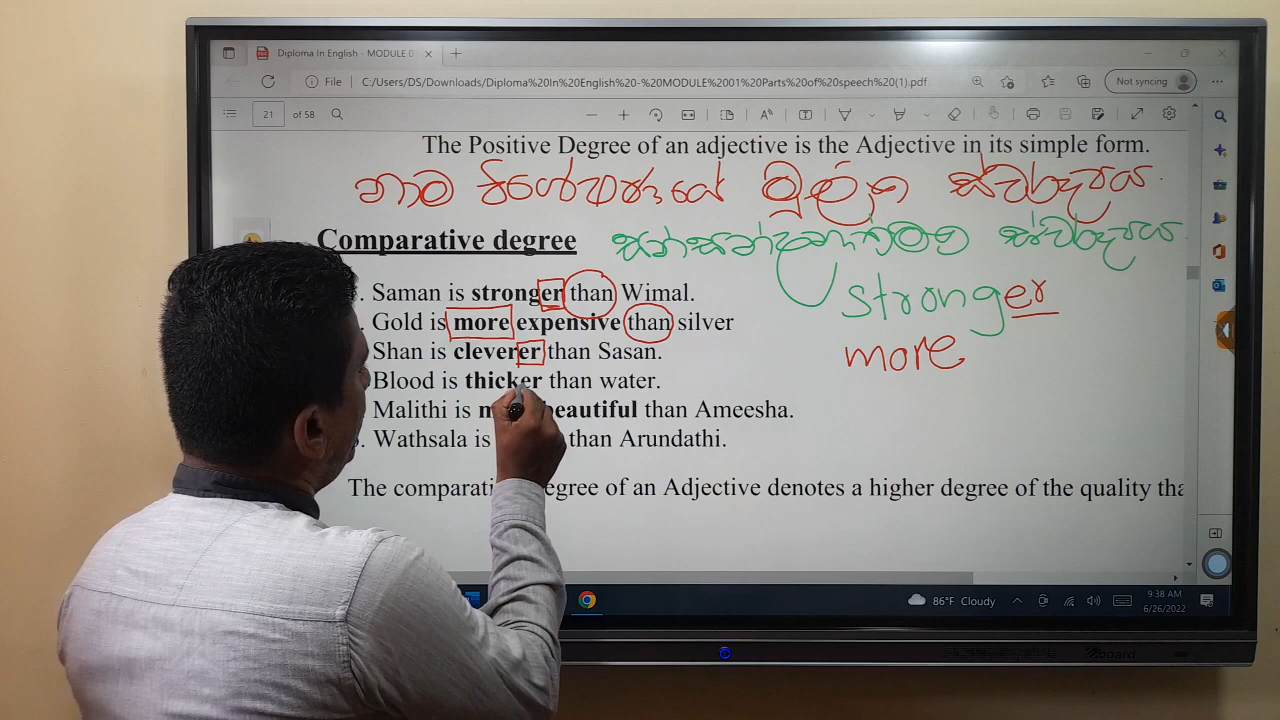 Diploma In English - MODULE 0
File C:/Users/DS/Downloads/Diploma%20In%20English%20-%20MODULE%2001%20Parts%20of%20speech%20(1).pdf Not syncing
21 of 58
The Positive Degree of an adjective is the Adjective in its simple form.
නාම විශේෂණයේ මූලික ස්වරූපය
Comparative degree
Saman is stronger than Wimal.
Gold is more expensive than silver
Shan is cleverer than Sasan.
Blood is thicker than water.
Malithi is beautiful than Ameesha.
Wathsala is than Arundathi.
stronger
more
The of an Adjective denotes a higher degree of the quality tha
86°F Cloudy
9:38 AM
6/26/2022